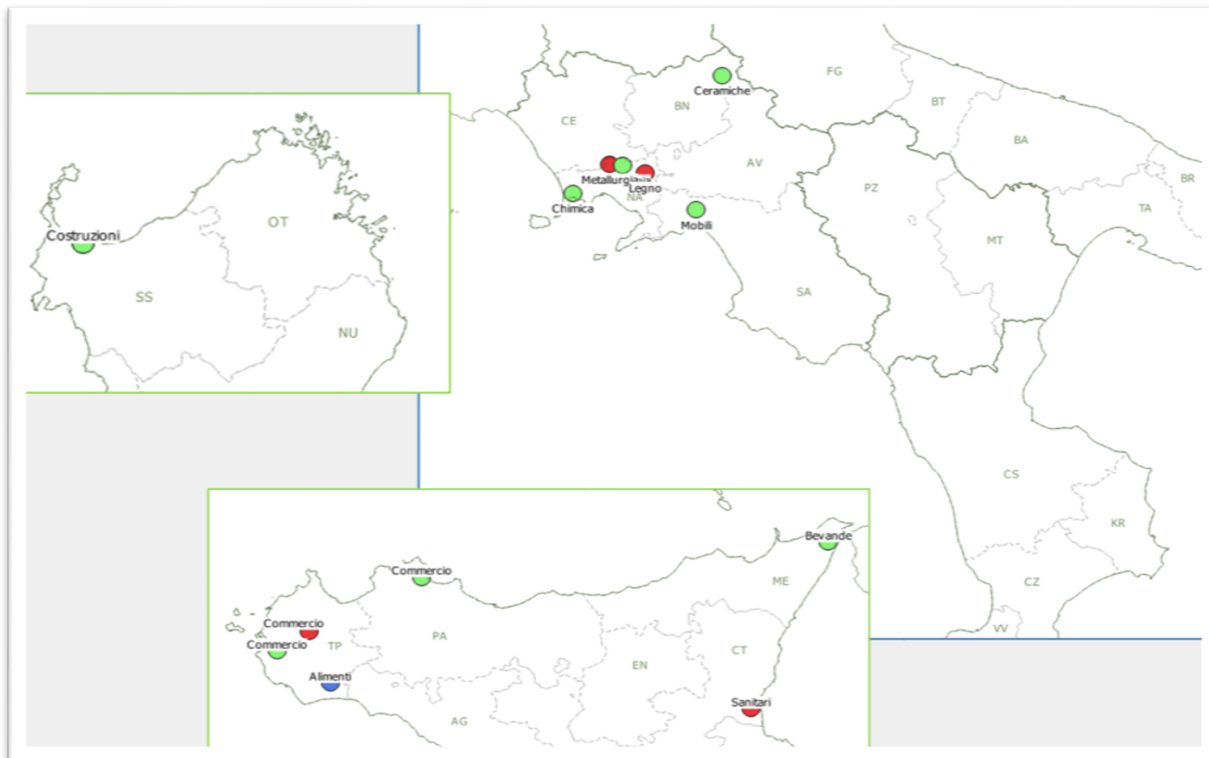 FG
Ceramiche
BT
BN
CE
BA
AV
BR
PZ
Legno
NA
Chimica
TA
Mobili
OT
Costruzioni
MT
SA
SS
NU
CS
KR
Bevande
Commercio
ME
CZ
Commercio
VV
PA
TP
Commercio
CT
EN
Alimenti
Sanitari
AG